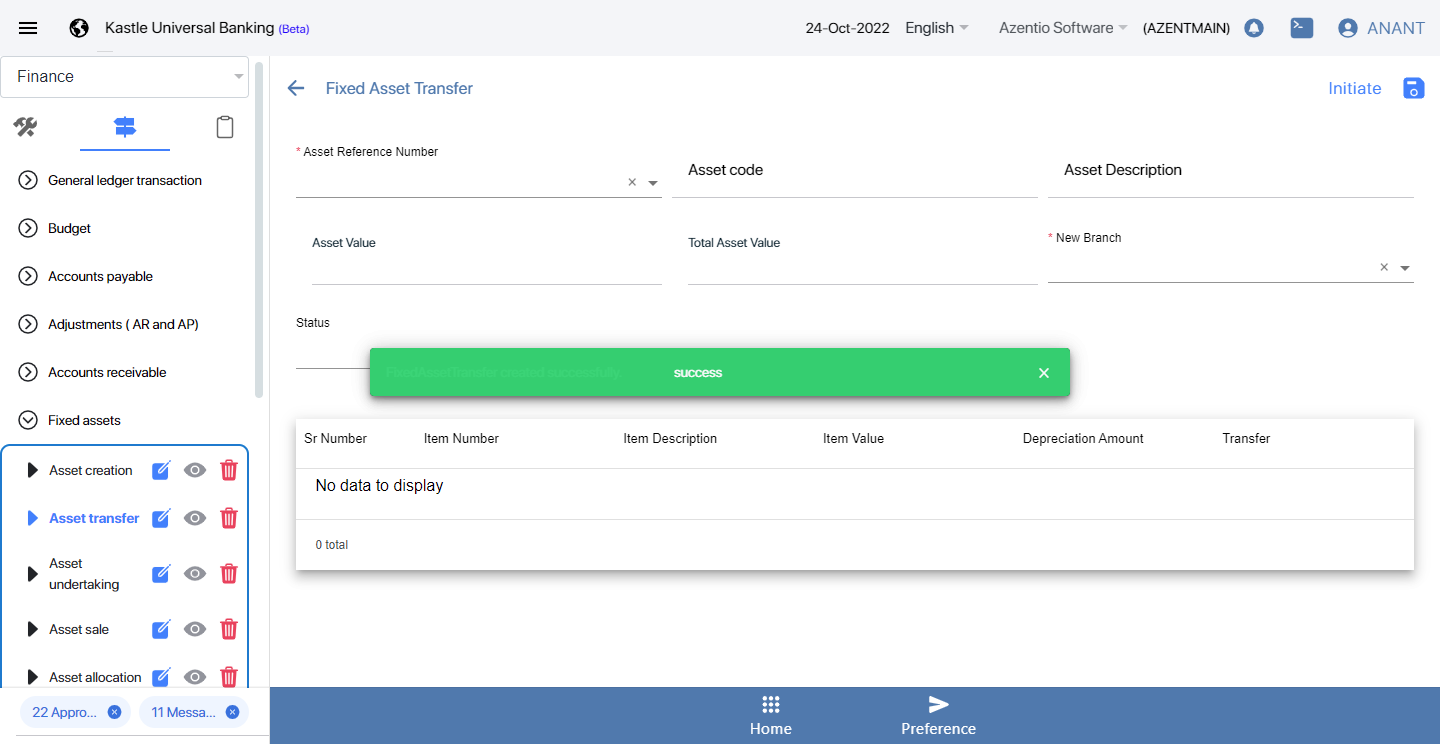 Kastle Universal Banking (Beta)
24-Oct-2022
English
Azentio Software
(AZENTMAIN)
ANANT
Finance
Fixed Asset Transfer
Initiate
General ledger transaction
Budget
Accounts payable
Adjustments ( AR and AP)
Accounts receivable
Fixed assets
Asset creation
Asset transfer
Asset
undertaking
Asset sale
Asset allocation
22 Appro...
11 Messa...
* Asset Reference Number
Asset code
Asset Description
Asset Value
Total Asset Value
* New Branch
Status
FixedAssetTransfer created successfully.
success
Sr Number
Item Number
Item Description
Item Value
Depreciation Amount
Transfer
No data to display
0 total
Home
Preference